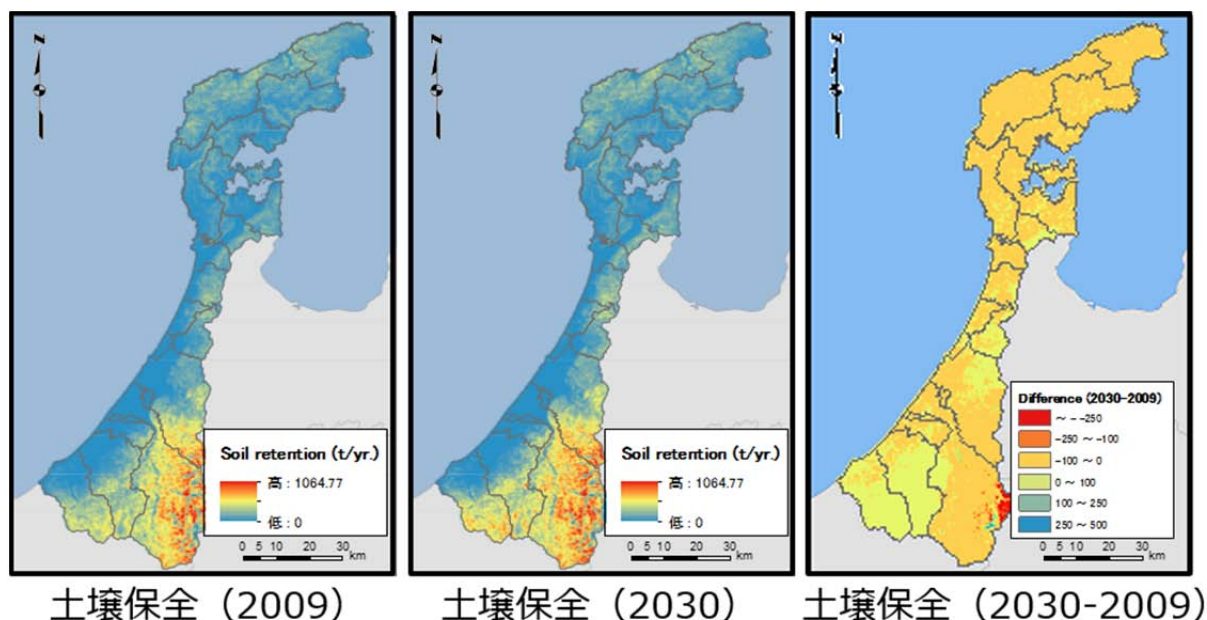 N
Soil retention (t/yr.)
高 : 1064.77
低 : 0
0 5 10 20 30
km
土壌保全（2009）
N
Soil retention (t/yr.)
高 : 1064.77
低 : 0
0 5 10 20 30
km
土壌保全（2030）
N
Difference (2030-2009)
～ -250
-250 ～ -100
-100 ～ 0
0 ～ 100
100 ～ 250
250 ～ 500
0 5 10 20 30
km
土壌保全（2030-2009）